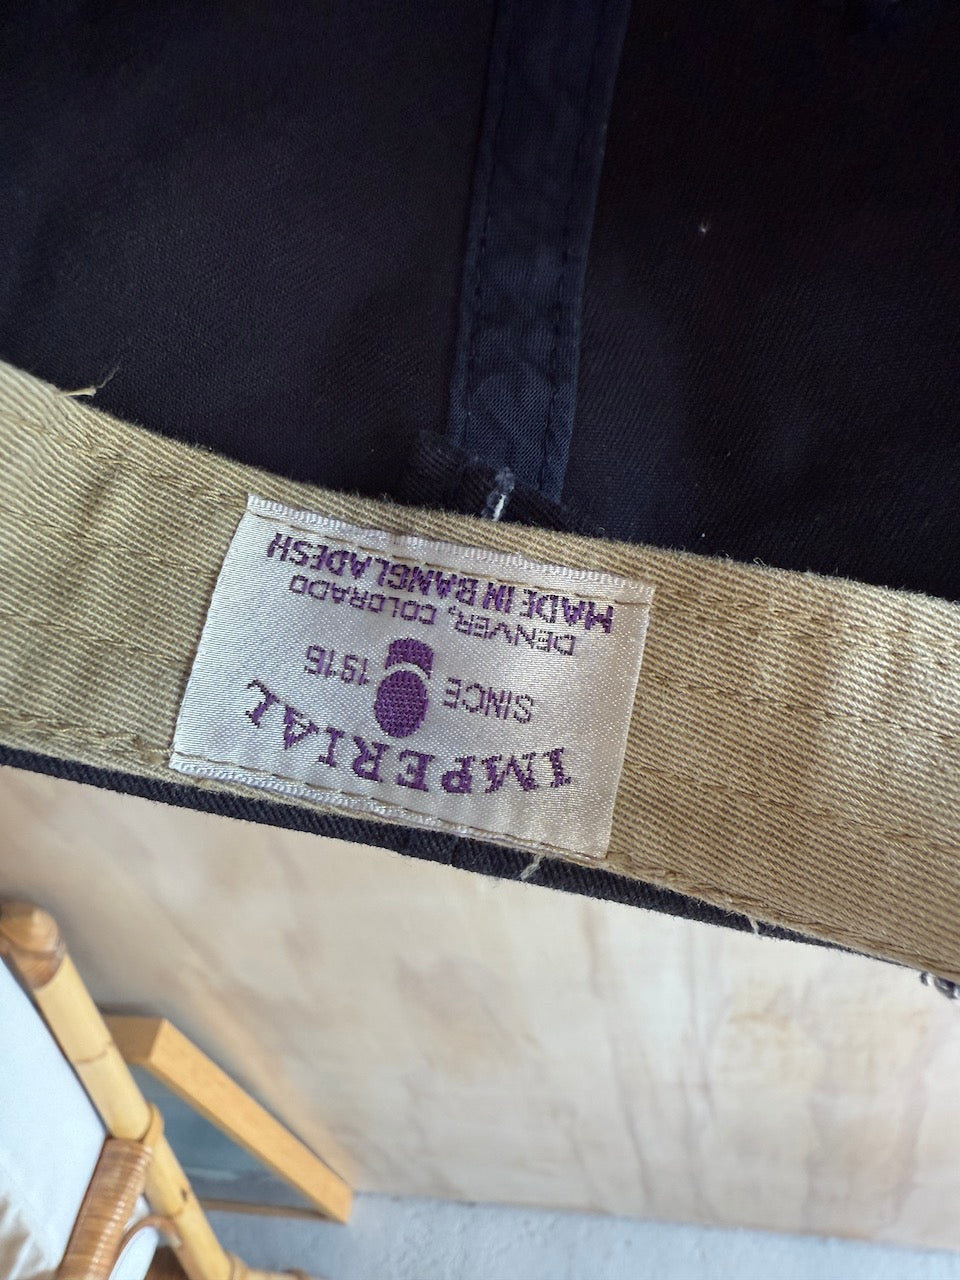 IMPERIAL
SINCE 1916
DENVER, COLORADO
MADE IN BANGLADESH